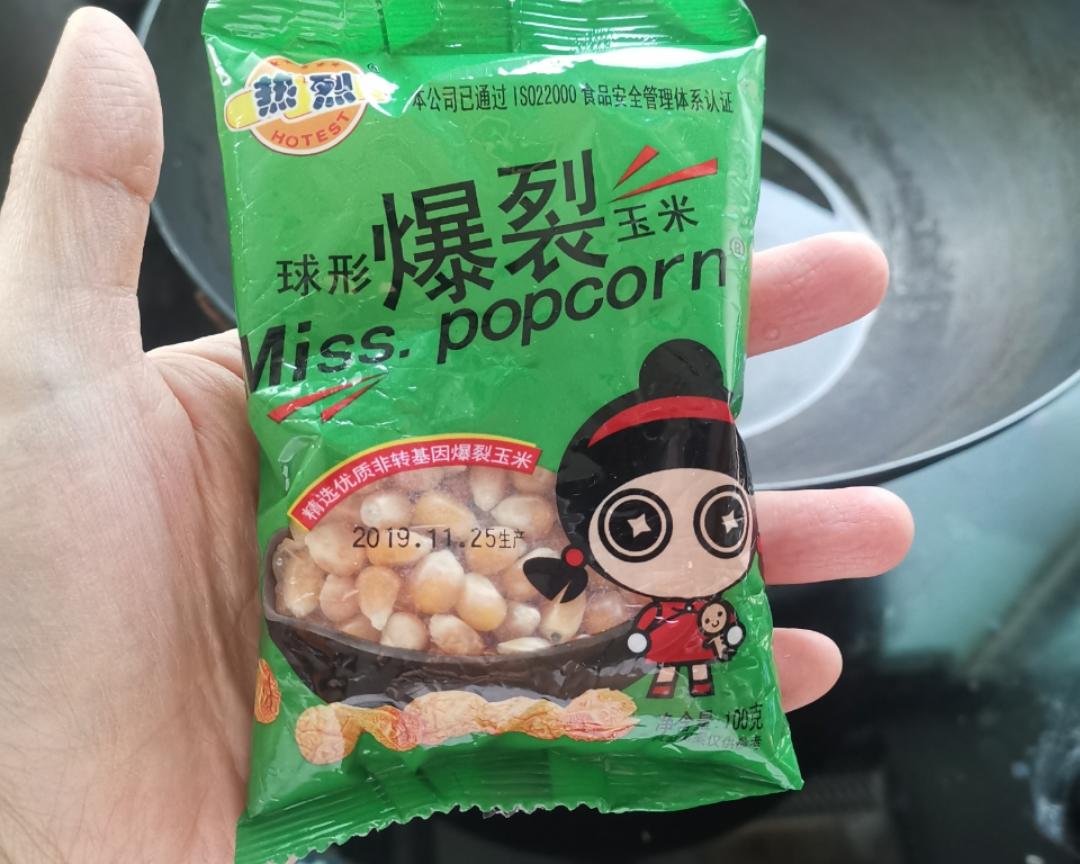 热烈®
HOTEST
本公司已通过ISO22000食品安全管理体系认证
球形爆裂玉米
Miss. popcorn®
精选优质非转基因爆裂玉米
2019.11.25生产
净含量 100克